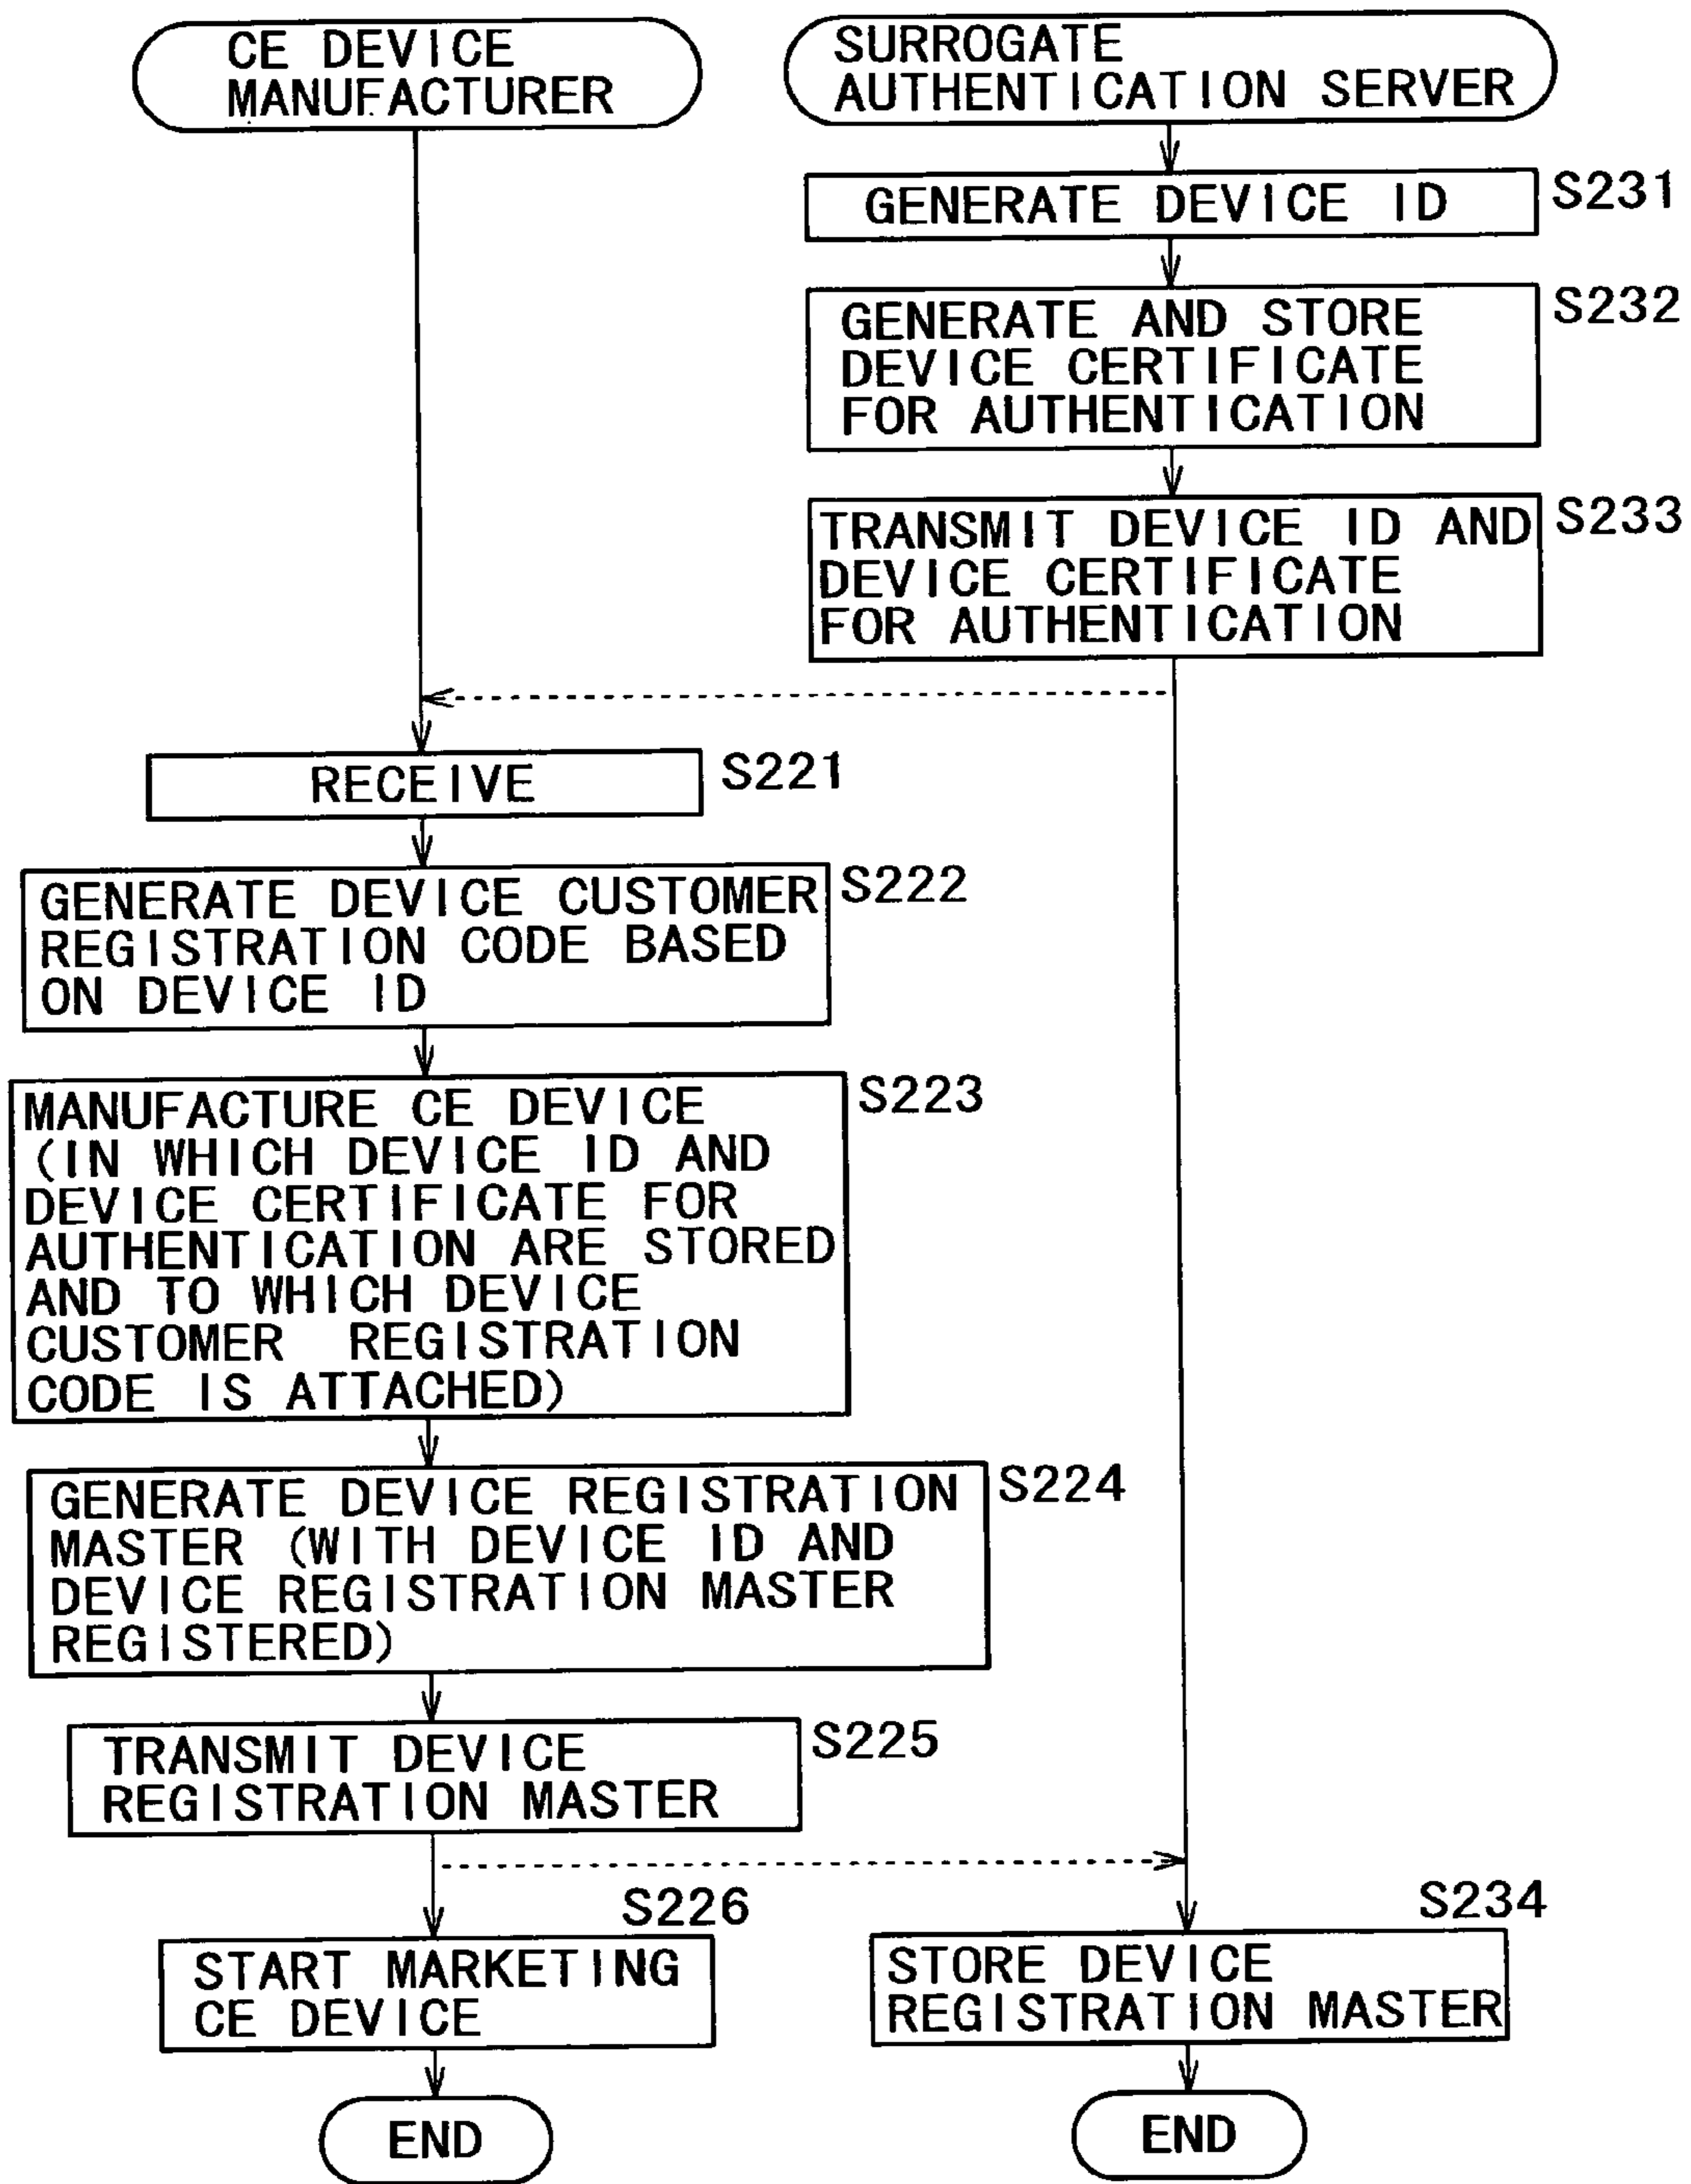 CE DEVICE
MANUFACTURER
SURROGATE
AUTHENTICATION SERVER
GENERATE DEVICE ID
S231
GENERATE AND STORE
DEVICE CERTIFICATE
FOR AUTHENTICATION
S232
TRANSMIT DEVICE ID AND
DEVICE CERTIFICATE
FOR AUTHENTICATION
S233
RECEIVE
S221
GENERATE DEVICE CUSTOMER
REGISTRATION CODE BASED
ON DEVICE ID
S222
MANUFACTURE CE DEVICE
(IN WHICH DEVICE ID AND
DEVICE CERTIFICATE FOR
AUTHENTICATION ARE STORED
AND TO WHICH DEVICE
CUSTOMER REGISTRATION
CODE IS ATTACHED)
S223
GENERATE DEVICE REGISTRATION
MASTER (WITH DEVICE ID AND
DEVICE REGISTRATION MASTER
REGISTERED)
S224
TRANSMIT DEVICE
REGISTRATION MASTER
S225
S226
START MARKETING
CE DEVICE
S234
STORE DEVICE
REGISTRATION MASTER
END
END